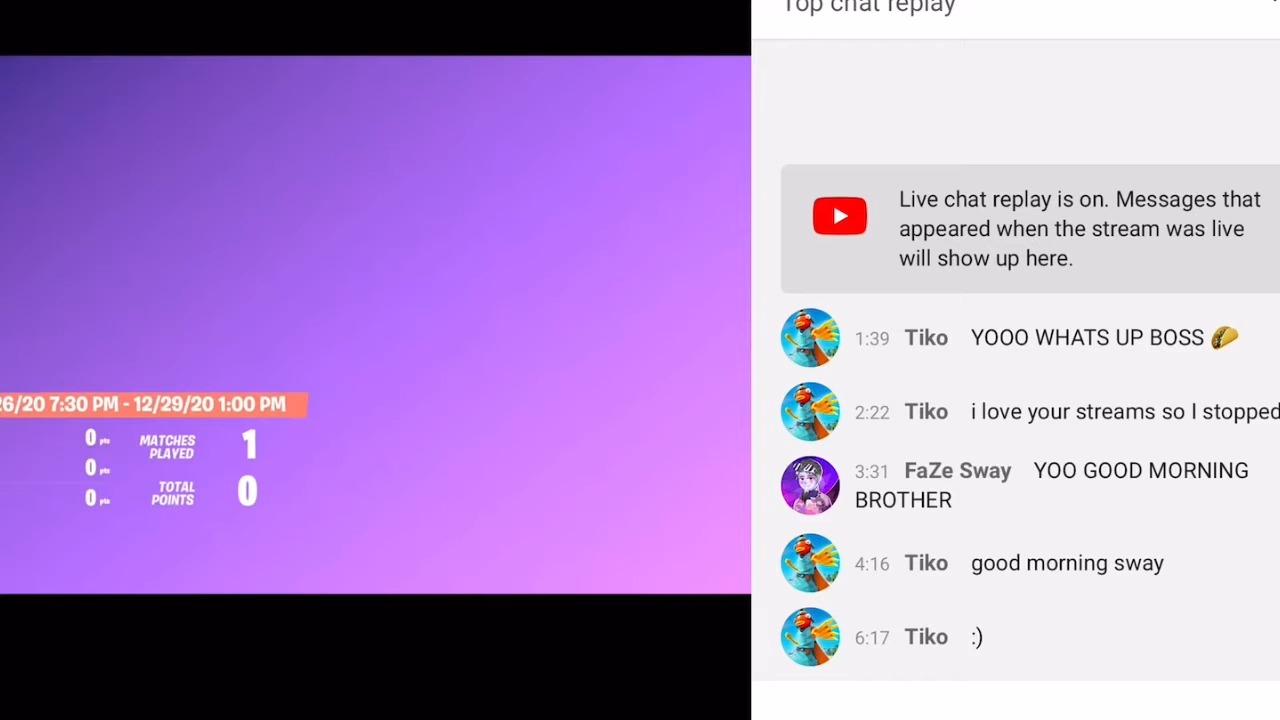 Top chat replay
Live chat replay is on. Messages that
appeared when the stream was live
will show up here.
1:39 Tiko YOOO WHATS UP BOSS 🌮
2:22 Tiko i love your streams so I stopped
3:31 FaZe Sway YOO GOOD MORNING
BROTHER
4:16 Tiko good morning sway
6:17 Tiko :)
26/20 7:30 PM - 12/29/20 1:00 PM
0 pts MATCHES PLAYED 1
0 pts
0 pts TOTAL POINTS 0